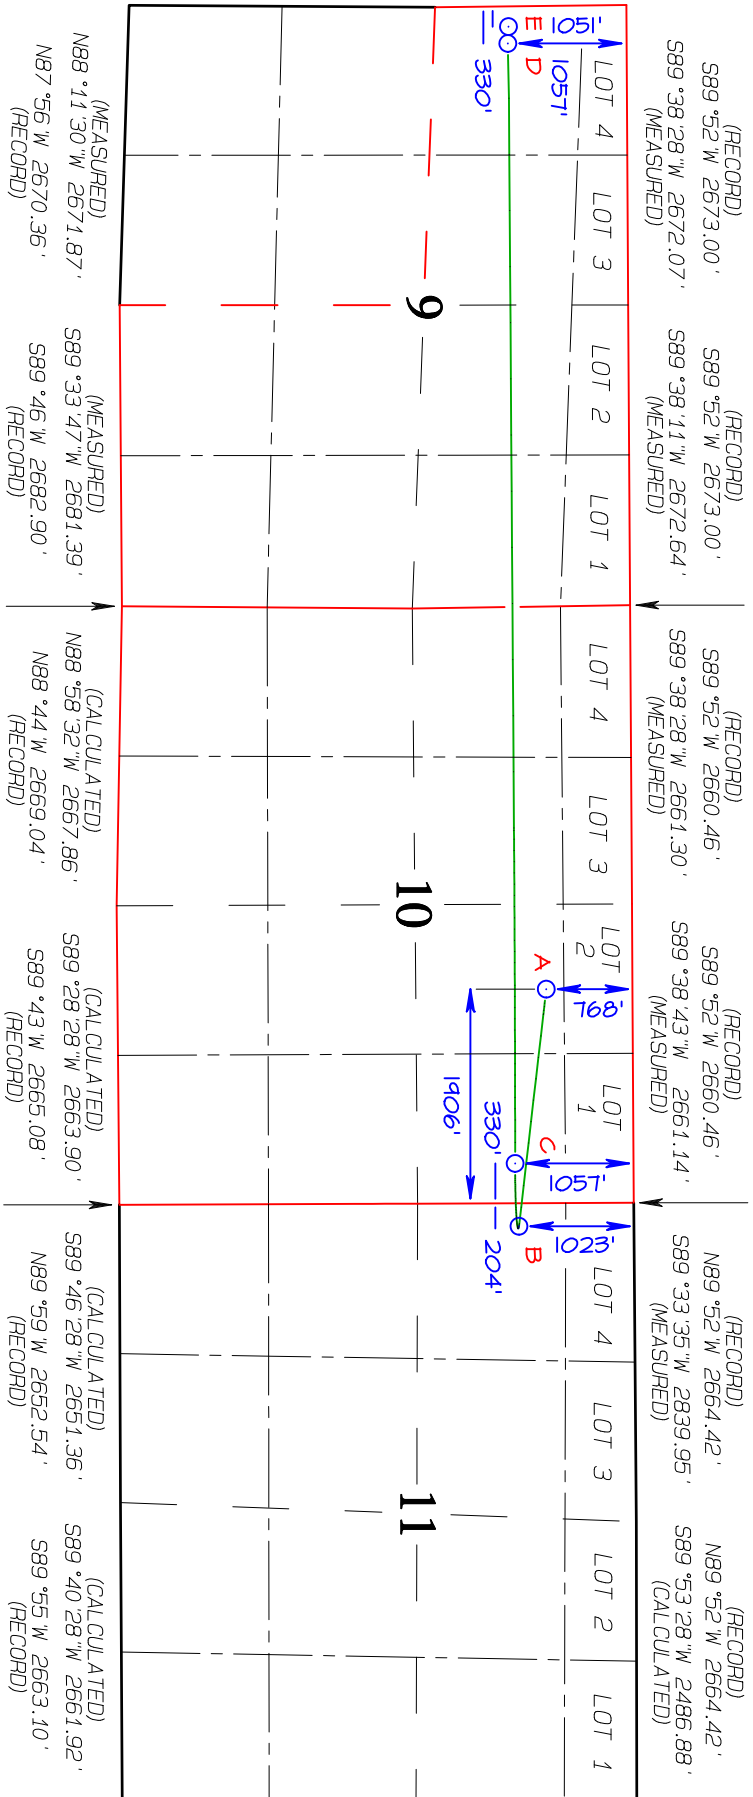 (RECORD)
S89°52'W 2673.00'
S89°38'28"W 2672.07'
(MEASURED)
(RECORD)
S89°52'W 2673.00'
S89°38'11"W 2672.64'
(MEASURED)
(RECORD)
S89°52'W 2660.46'
S89°38'28"W 2661.30'
(MEASURED)
(RECORD)
S89°52'W 2660.46'
S89°38'43"W 2661.14'
(MEASURED)
(RECORD)
N89°52'W 2664.42'
S89°33'35"W 2839.95'
(MEASURED)
(RECORD)
N89°52'W 2664.42'
S89°53'28"W 2486.88'
(CALCULATED)
LOT 4
LOT 3
LOT 2
LOT 1
LOT 4
LOT 3
LOT
2
LOT
1
LOT 4
LOT 3
LOT 2
LOT 1
1051'
1057'
E
D
330'
768'
A
1906'
C
1057'
330'
1023'
B
204'
9
10
11
(MEASURED)
N88°11'30"W 2671.87'
N87°56'W 2670.36'
(RECORD)
(MEASURED)
S89°33'47"W 2681.39'
S89°46'W 2682.90'
(RECORD)
(CALCULATED)
N88°58'32"W 2667.86'
N88°44'W 2669.04'
(RECORD)
(CALCULATED)
S89°28'28"W 2663.90'
S89°43'W 2665.08'
(RECORD)
(CALCULATED)
S89°46'28"W 2651.36'
N89°59'W 2652.54'
(RECORD)
(CALCULATED)
S89°40'28"W 2661.92'
S89°55'W 2663.10'
(RECORD)